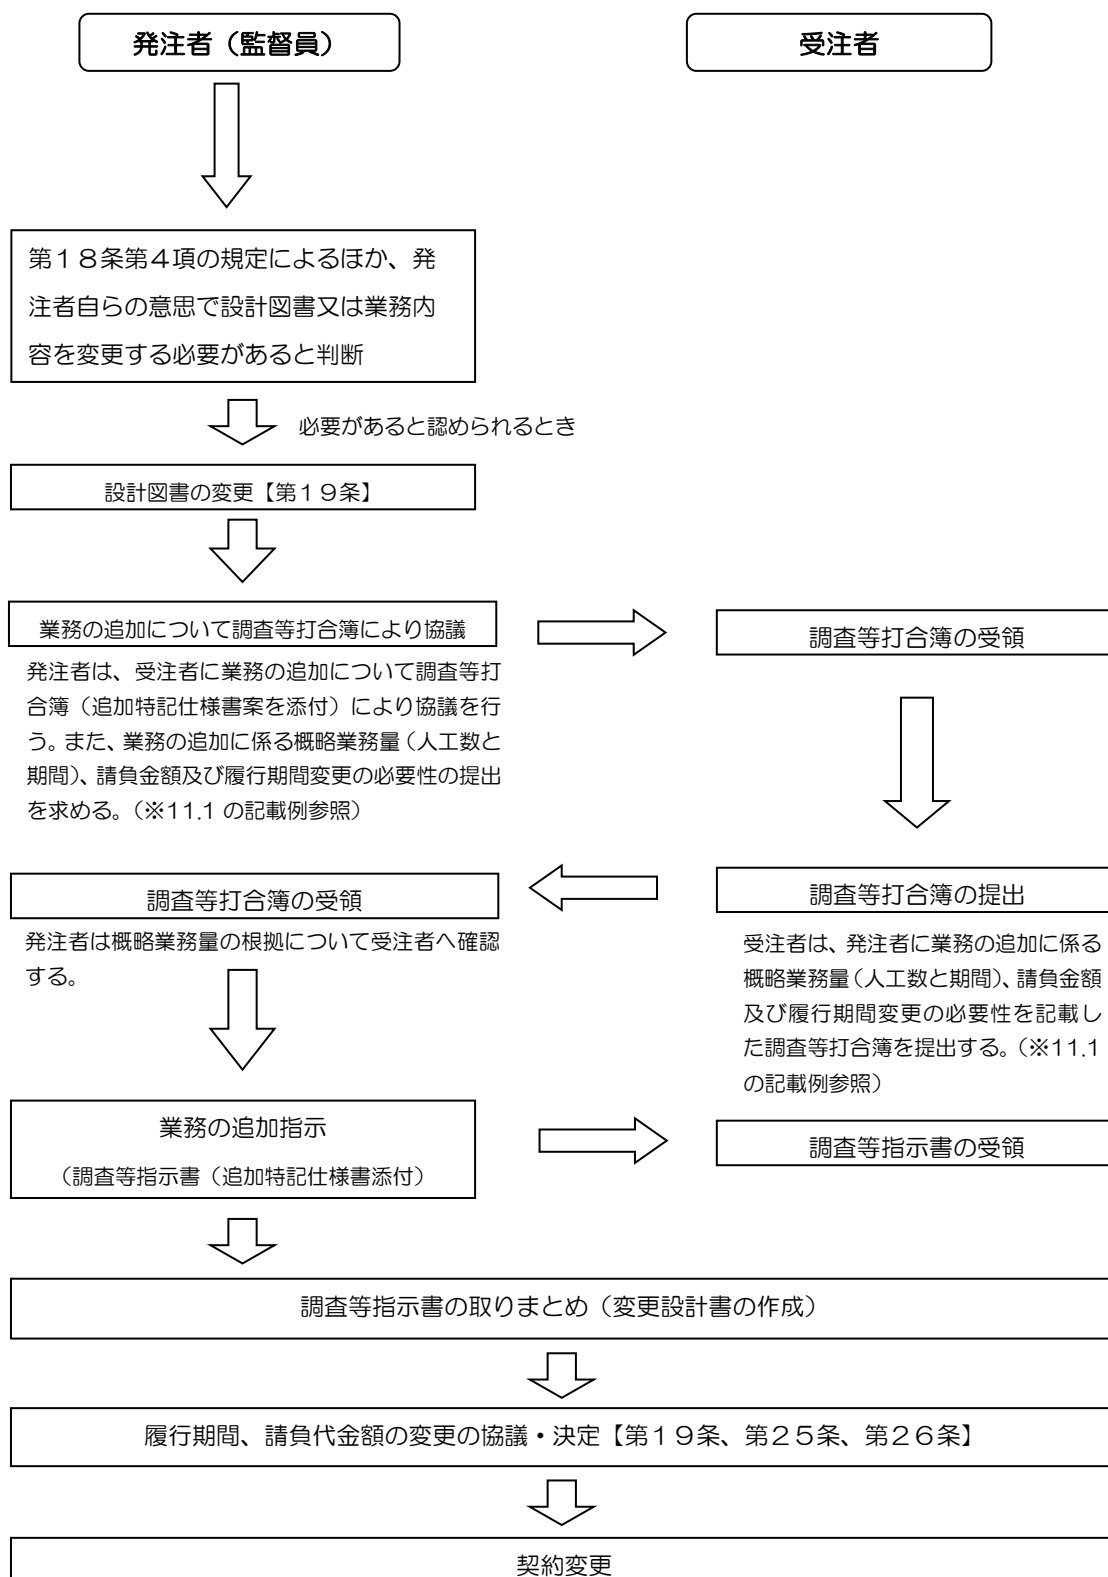 発注者（監督員）
受注者
第１８条第４項の規定によるほか、発
注者自らの意思で設計図書又は業務内
容を変更する必要があると判断
必要があると認められるとき
設計図書の変更【第１９条】
業務の追加について調査等打合簿により協議
調査等打合簿の受領
発注者は、受注者に業務の追加について調査等打
合簿（追加特記仕様書案を添付）により協議を行
う。また、業務の追加に係る概略業務量（人工数と
期間）、請負金額及び履行期間変更の必要性の提出
を求める。（※11.1 の記載例参照）
調査等打合簿の受領
調査等打合簿の提出
発注者は概略業務量の根拠について受注者へ確認
する。
受注者は、発注者に業務の追加に係る
概略業務量（人工数と期間）、請負金額
及び履行期間変更の必要性を記載し
た調査等打合簿を提出する。（※11.1
の記載例参照）
業務の追加指示
（調査等指示書（追加特記仕様書添付）
調査等指示書の受領
調査等指示書の取りまとめ（変更設計書の作成）
履行期間、請負代金額の変更の協議・決定【第１９条、第２５条、第２６条】
契約変更